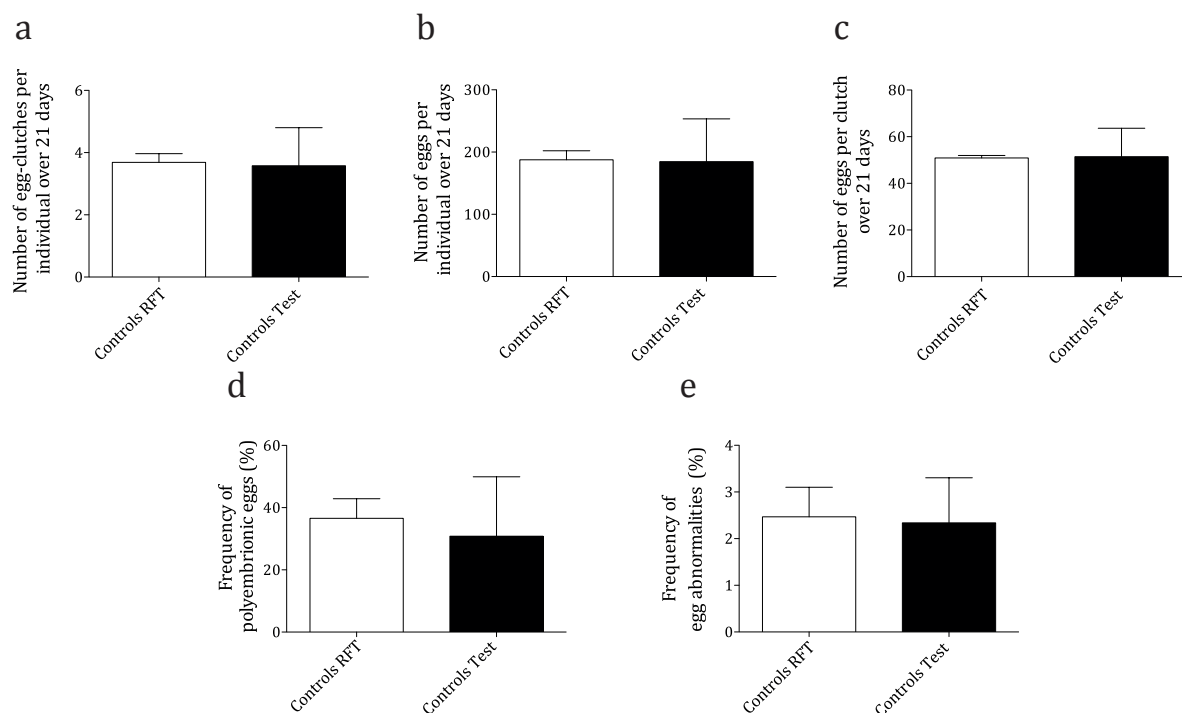 a
b
c
Number of egg-clutches per
individual over 21 days
6
4
2
0
Controls RFT
Controls Test
Number of eggs per
individual over 21 days
300
200
100
0
Controls RFT
Controls Test
Number of eggs per clutch
over 21 days
80
60
40
20
0
Controls RFT
Controls Test
d
e
Frequency of
polyembrionic eggs (%)
60
40
20
0
Controls RFT
Controls Test
Frequency of
egg abnormalities (%)
4
3
2
1
0
Controls RFT
Controls Test